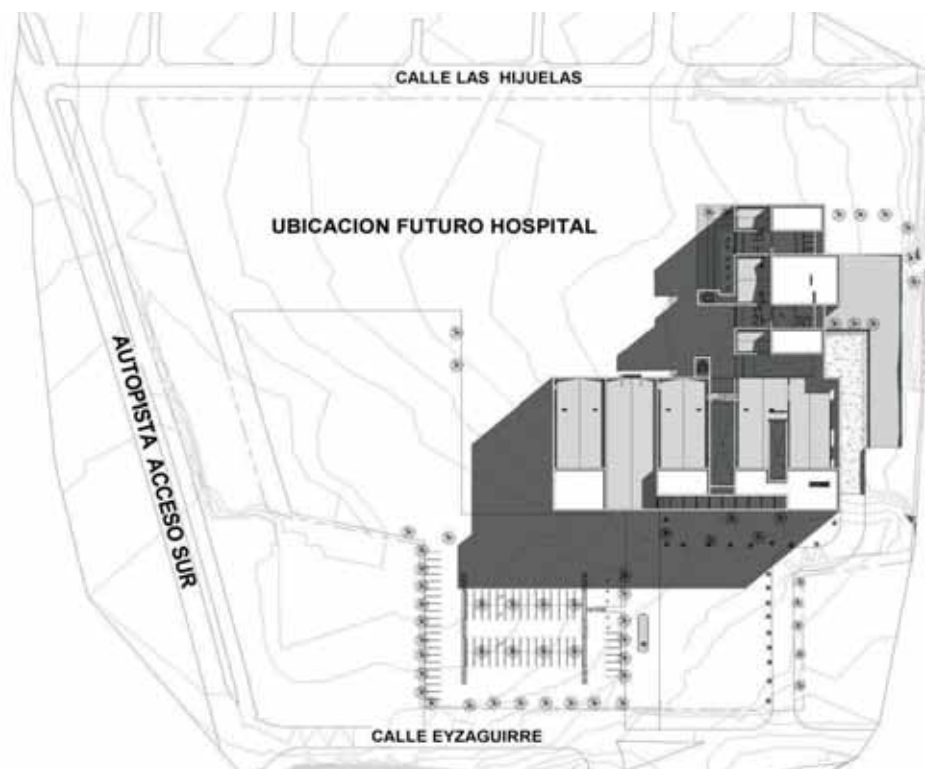 CALLE LAS HIJUELAS
UBICACION FUTURO HOSPITAL
AUTOPISTA ACCESO SUR
CALLE EYZAGUIRRE